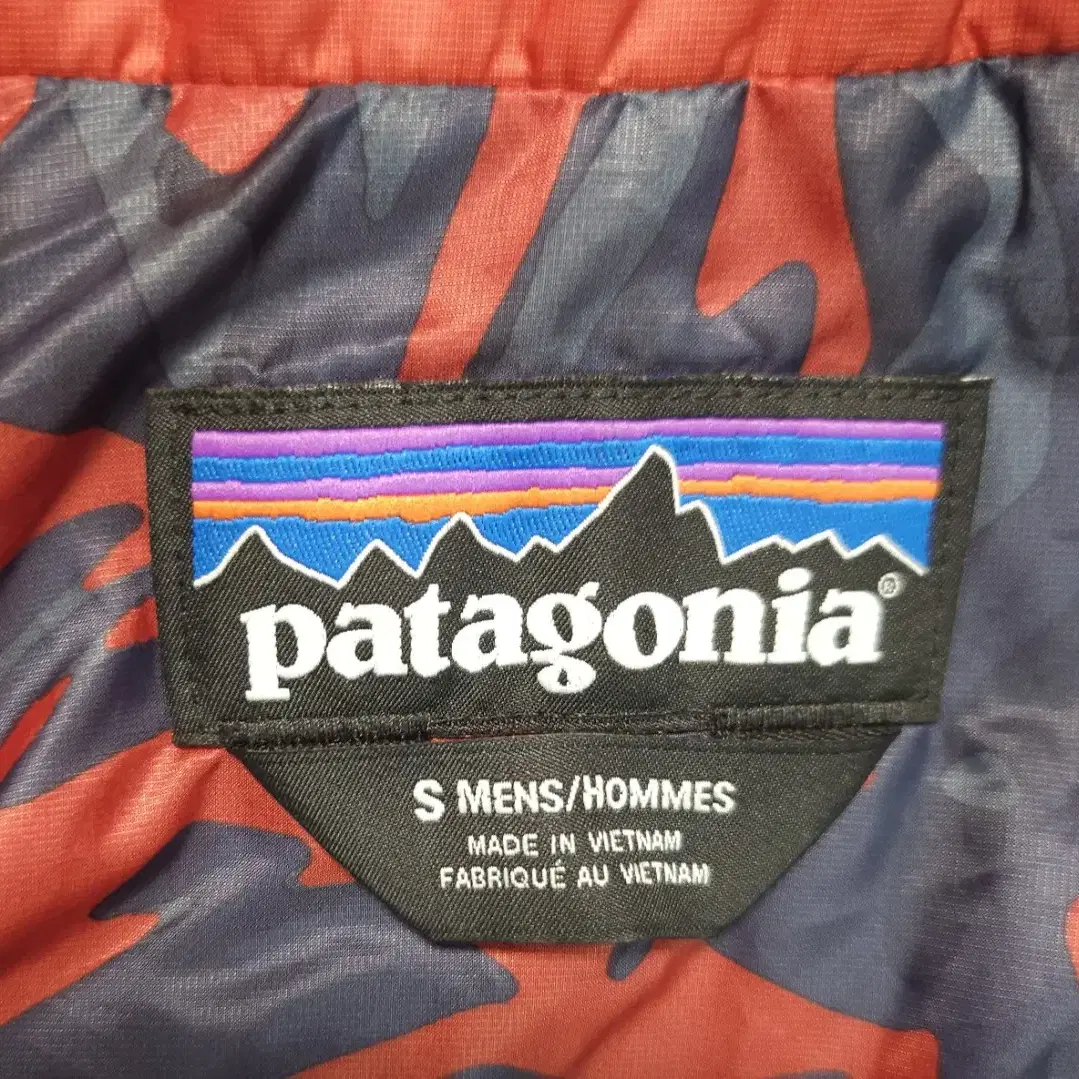 patagonia®
S MENS/HOMMES
MADE IN VIETNAM
FABRIQUÉ AU VIETNAM